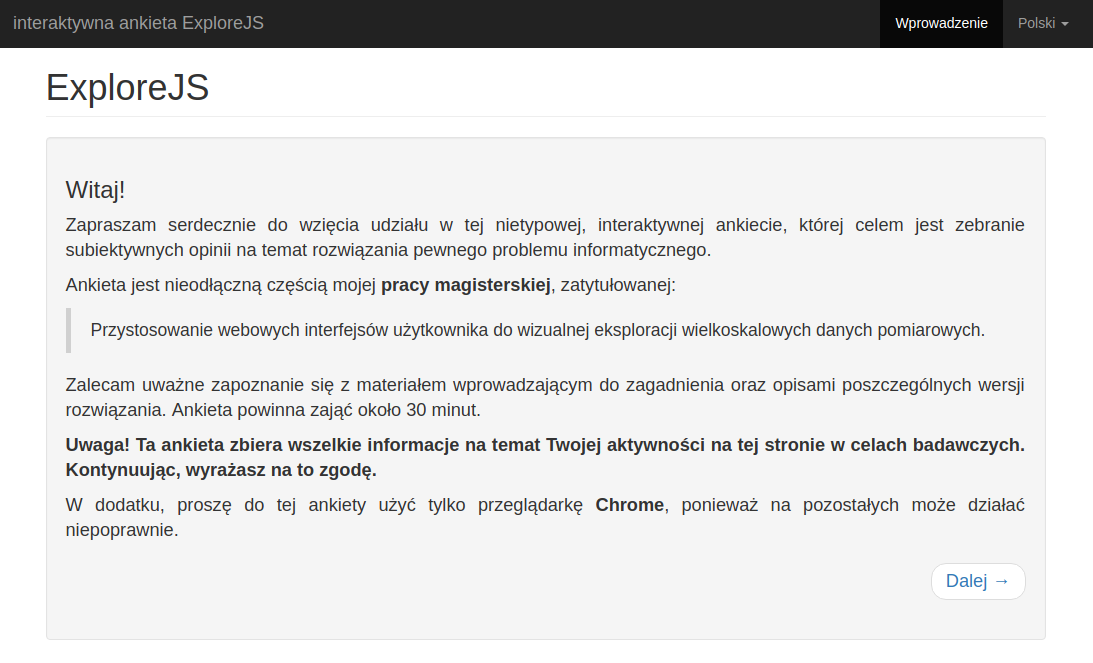 interaktywna ankieta ExploreJS
Wprowadzenie
Polski
ExploreJS
Witaj!
Zapraszam serdecznie do wzięcia udziału w tej nietypowej, interaktywnej ankiecie, której celem jest zebranie
subiektywnych opinii na temat rozwiązania pewnego problemu informatycznego.
Ankieta jest nieodłączną częścią mojej pracy magisterskiej, zatytułowanej:
Przystosowanie webowych interfejsów użytkownika do wizualnej eksploracji wielkoskalowych danych pomiarowych.
Zalecam uważne zapoznanie się z materiałem wprowadzającym do zagadnienia oraz opisami poszczególnych wersji
rozwiązania. Ankieta powinna zająć około 30 minut.
Uwaga! Ta ankieta zbiera wszelkie informacje na temat Twojej aktywności na tej stronie w celach badawczych.
Kontynuując, wyrażasz na to zgodę.
W dodatku, proszę do tej ankiety użyć tylko przeglądarkę Chrome, ponieważ na pozostałych może działać
niepoprawnie.
Dalej →